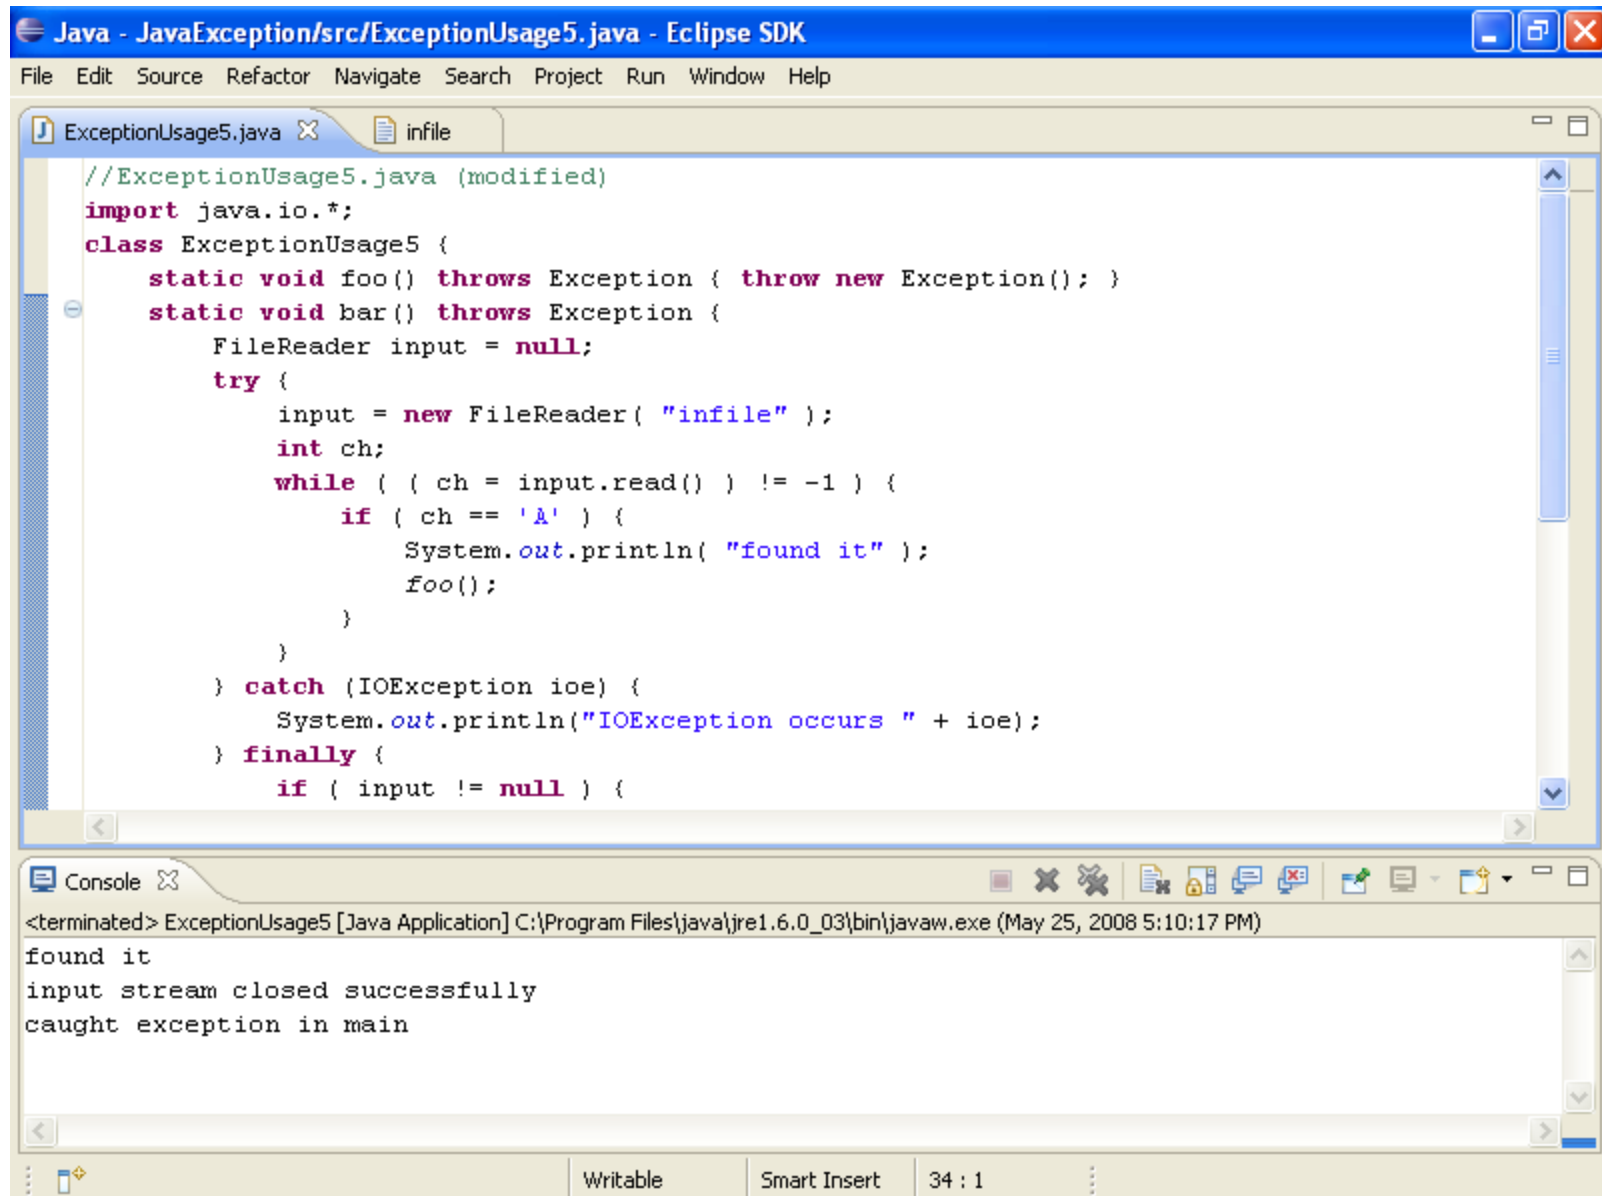 Java - JavaException/src/ExceptionUsage5.java - Eclipse SDK
File Edit Source Refactor Navigate Search Project Run Window Help
ExceptionUsage5.java infile
//ExceptionUsage5.java (modified)
import java.io.*;
class ExceptionUsage5 {
static void foo() throws Exception { throw new Exception(); }
static void bar() throws Exception {
FileReader input = null;
try {
input = new FileReader( "infile" );
int ch;
while ( ( ch = input.read() ) != -1 ) {
if ( ch == 'A' ) {
System.out.println( "found it" );
foo();
}
}
} catch (IOException ioe) {
System.out.println("IOException occurs " + ioe);
} finally {
if ( input != null ) {
Console
<terminated> ExceptionUsage5 [Java Application] C:\Program Files\java\jre1.6.0_03\bin\javaw.exe (May 25, 2008 5:10:17 PM)
found it
input stream closed successfully
caught exception in main
Writable Smart Insert 34 : 1